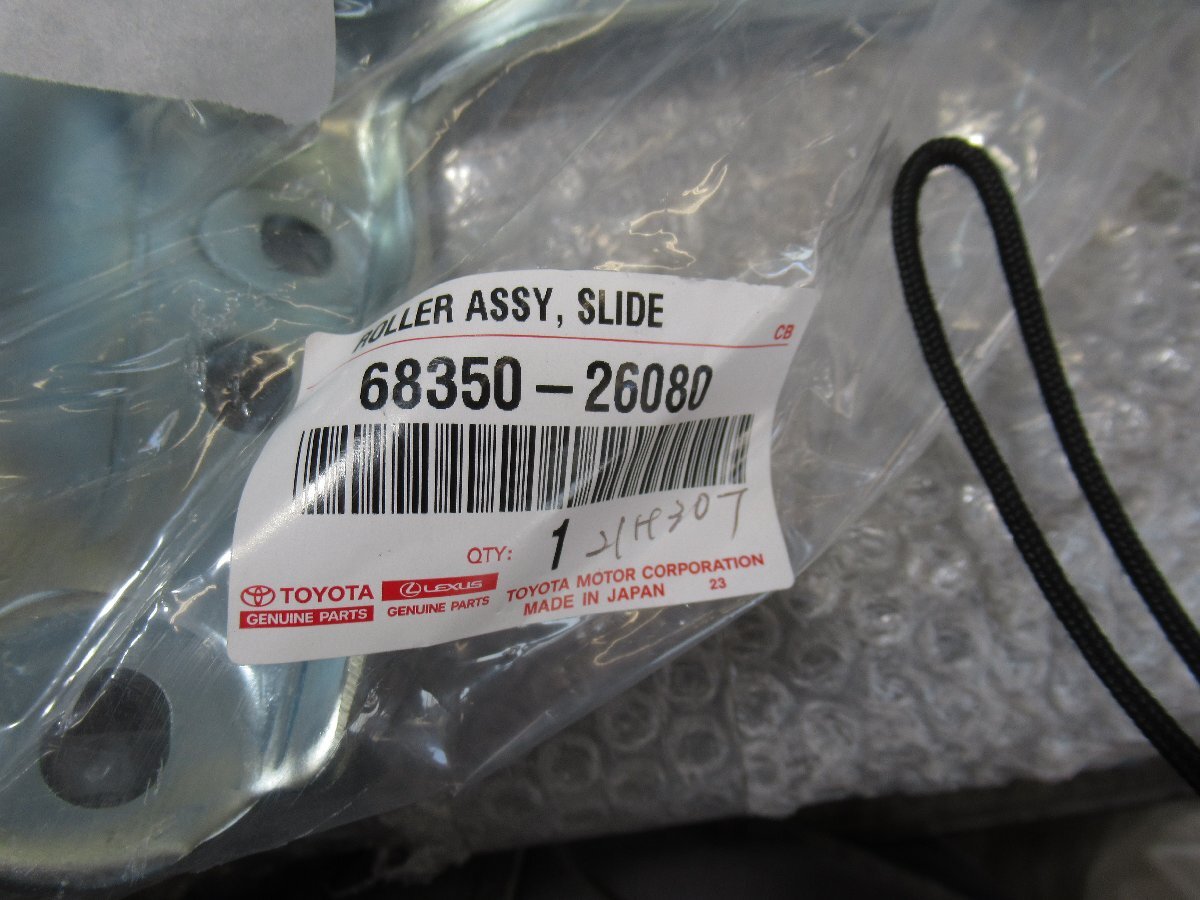 ROLLER ASSY, SLIDE
CB
68350-26080
QTY: 1 21H307
TOYOTA
GENUINE PARTS
LEXUS
GENUINE PARTS
TOYOTA MOTOR CORPORATION
MADE IN JAPAN 23